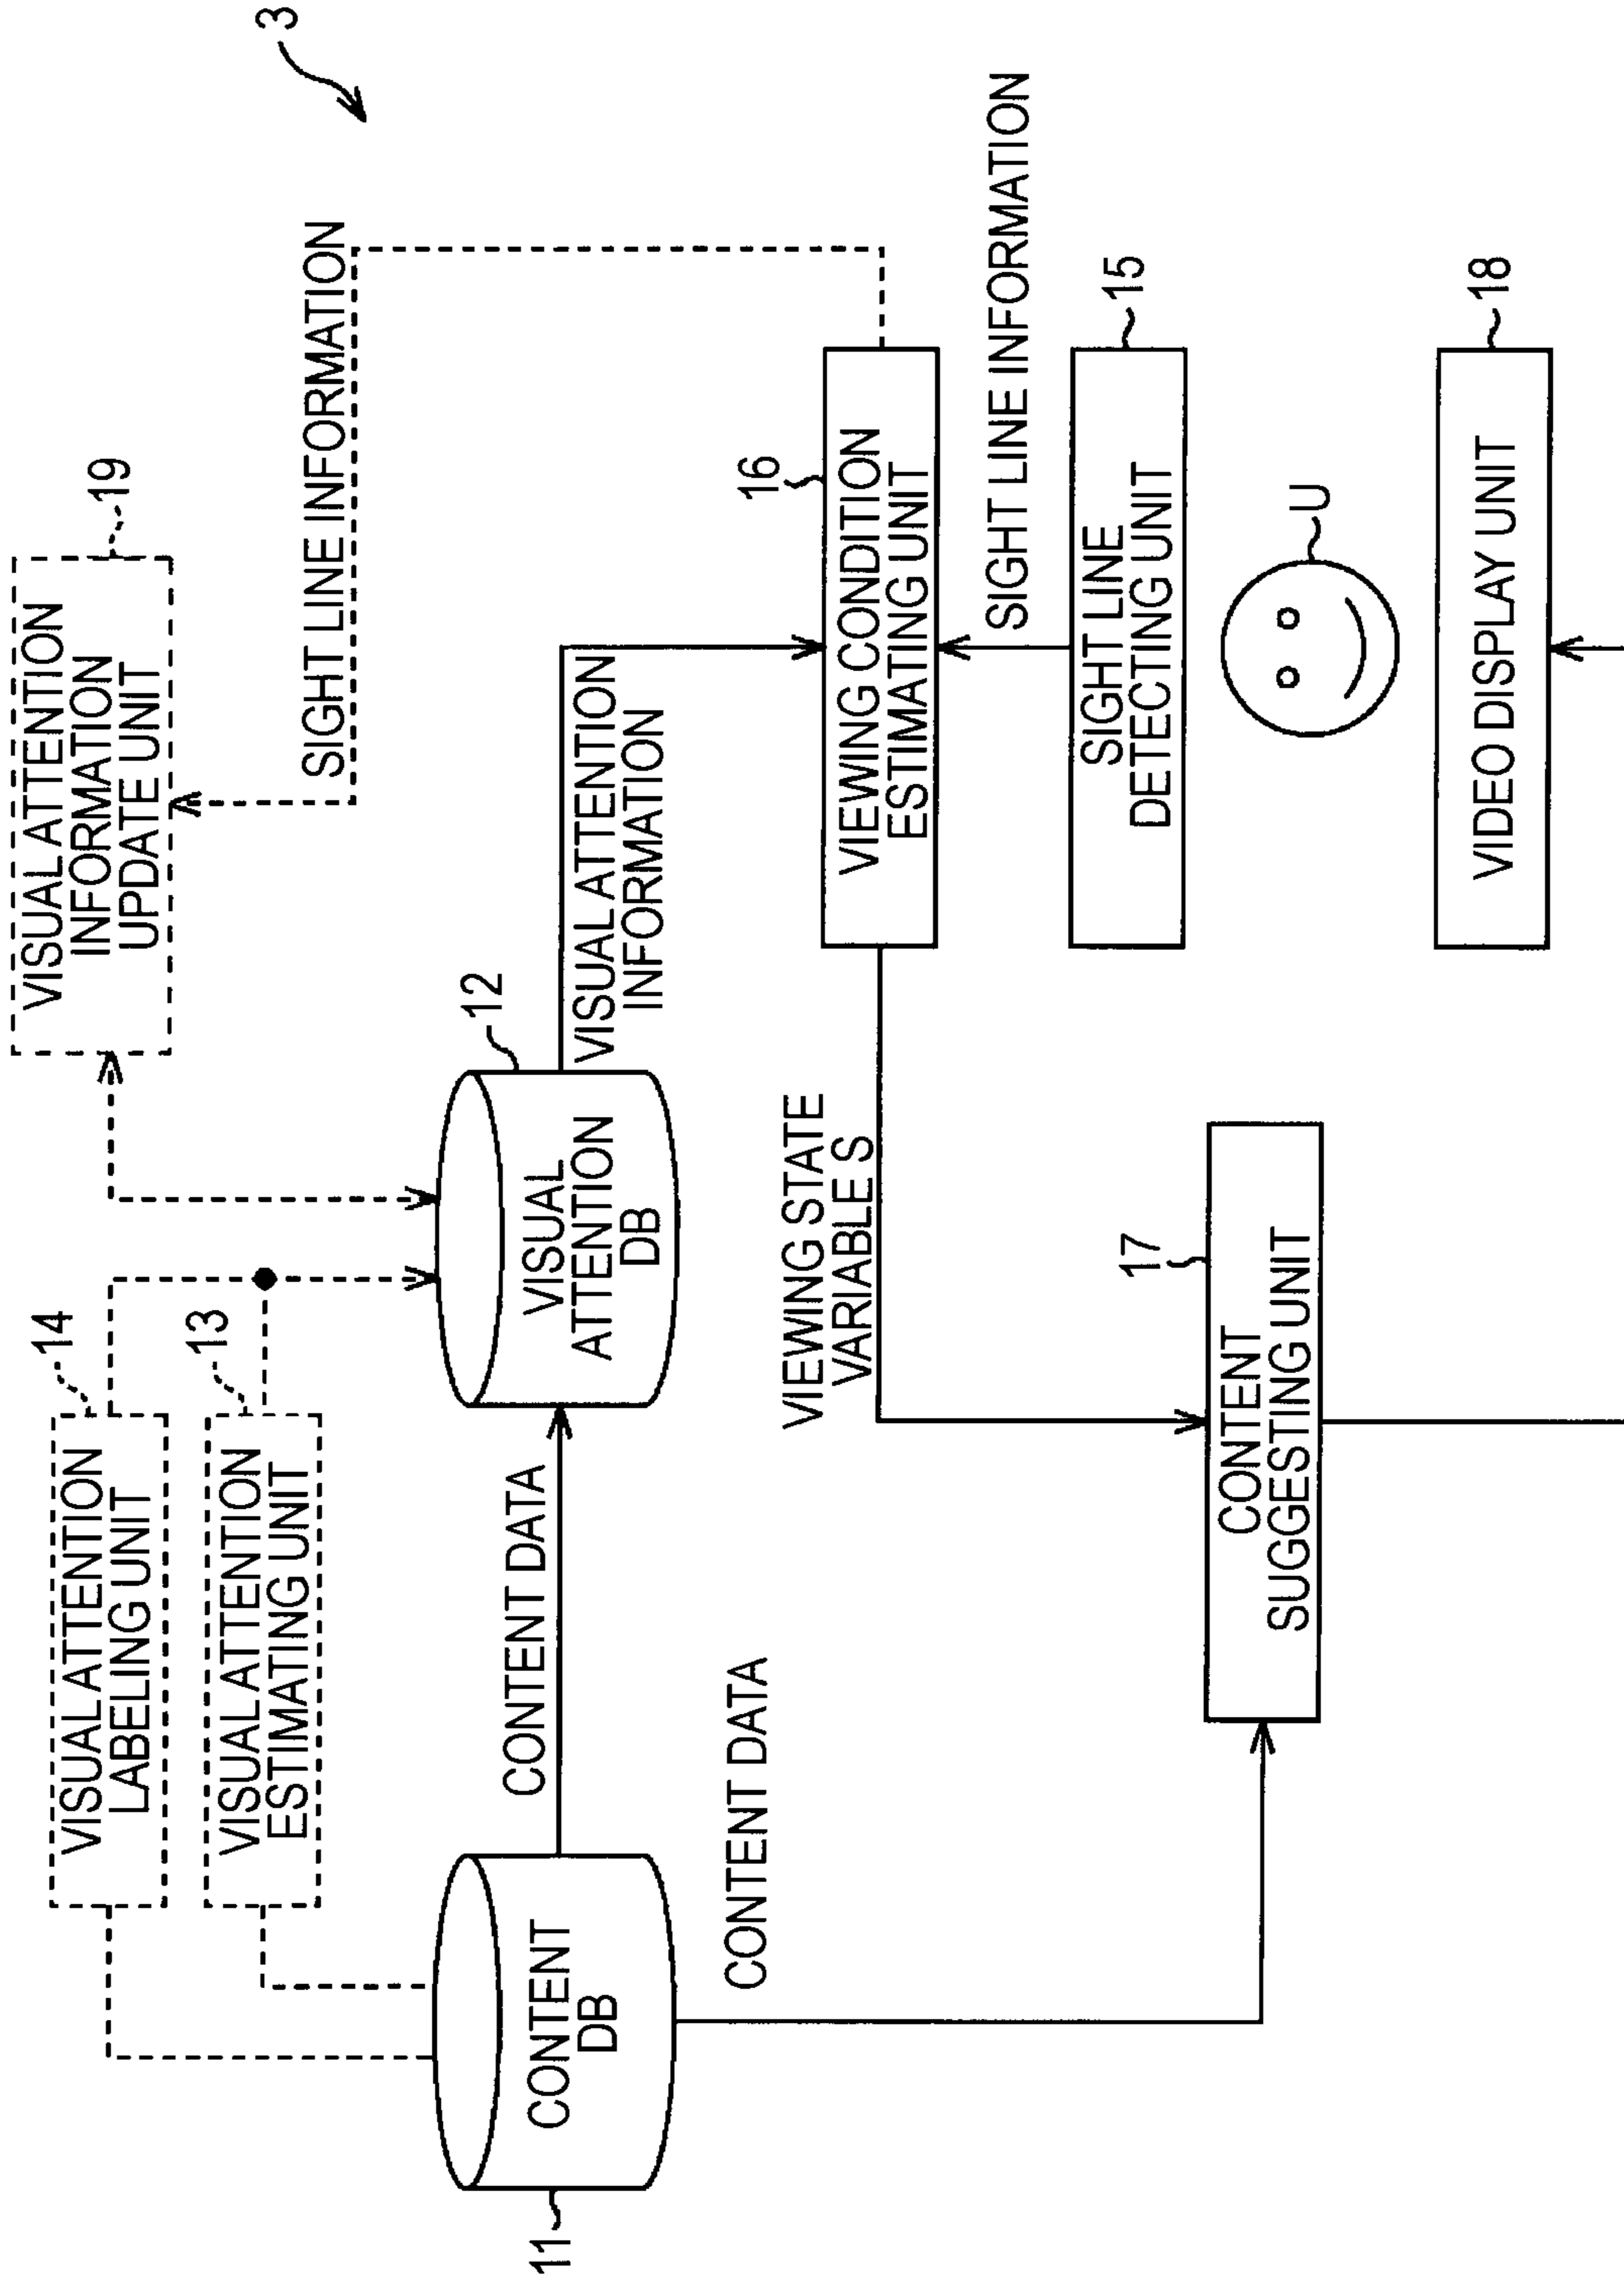 3
VISUAL ATTENTION
LABELING UNIT
14
VISUAL ATTENTION
ESTIMATING UNIT
13
VISUAL ATTENTION
INFORMATION
UPDATE UNIT
19
SIGHT LINE INFORMATION
CONTENT
DB
11
CONTENT DATA
VISUAL
ATTENTION
DB
12
VISUAL ATTENTION
INFORMATION
CONTENT DATA
VIEWING STATE
VARIABLE S
16
VIEWING CONDITION
ESTIMATING UNIT
SIGHT LINE INFORMATION
SIGHT LINE
DETECTING UNIT
15
17
CONTENT
SUGGESTING UNIT
U
VIDEO DISPLAY UNIT
18